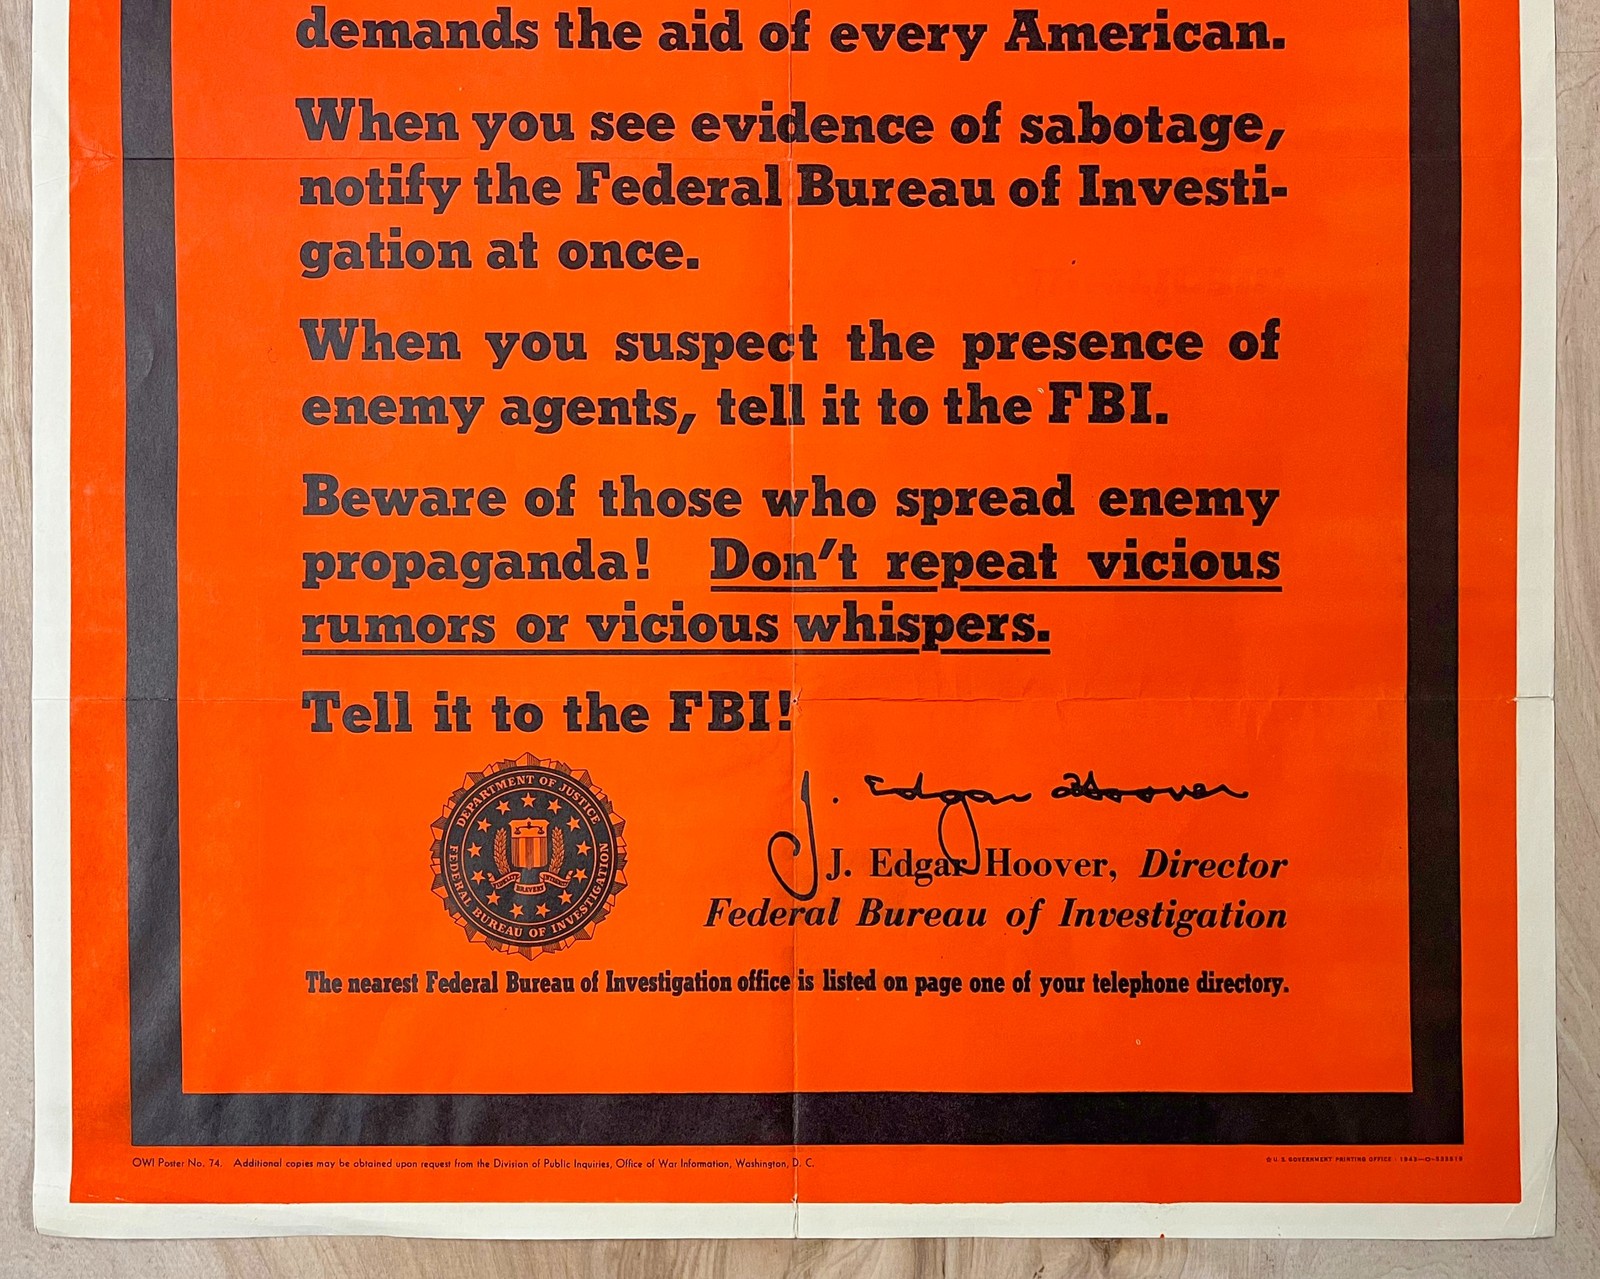 demands the aid of every American.
When you see evidence of sabotage,
notify the Federal Bureau of Investi-
gation at once.
When you suspect the presence of
enemy agents, tell it to the FBI.
Beware of those who spread enemy
propaganda! Don't repeat vicious
rumors or vicious whispers.
Tell it to the FBI!
DEPARTMENT OF JUSTICE
FIDELITY BRAVERY INTEGRITY
FEDERAL BUREAU OF INVESTIGATION
J. Edgar Hoover
J. Edgar Hoover, Director
Federal Bureau of Investigation
The nearest Federal Bureau of Investigation office is listed on page one of your telephone directory.
OWI Poster No. 74. Additional copies may be obtained upon request from the Division of Public Inquiries, Office of War Information, Washington, D. C.
☆ U. S. GOVERNMENT PRINTING OFFICE : 1943—O-535519